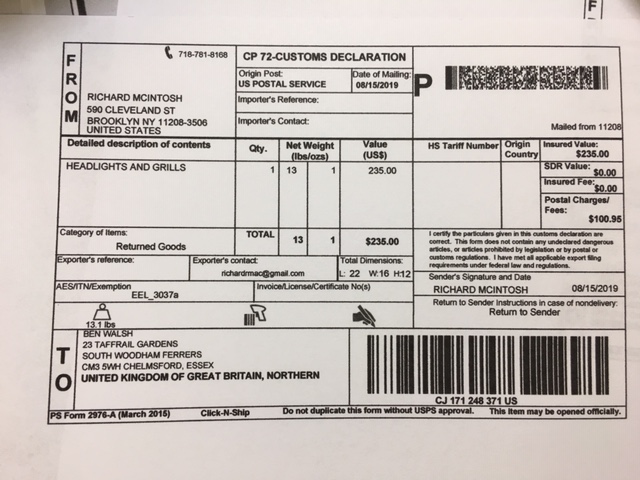 F
718-781-8168
CP 72-CUSTOMS DECLARATION
Origin Post:
US POSTAL SERVICE
Date of Mailing:
08/15/2019
Importer's Reference:
Importer's Contact:
P
Mailed from 11208
FROM
RICHARD MCINTOSH
590 CLEVELAND ST
BROOKLYN NY 11208-3506
UNITED STATES
Detailed description of contents
Qty.
Net Weight
(lbs/ozs)
Value
(US$)
HS Tariff Number
Origin
Country
Insured Value:
$235.00
HEADLIGHTS AND GRILLS 1 13 1 235.00
SDR Value:
$0.00
Insured Fee:
$0.00
Postal Charges/
Fees:
$100.95
Category of Items:
Returned Goods
TOTAL 13 1 $235.00
I certify the particulars given in this customs declaration are
correct. This form does not contain any undeclared dangerous
articles, or articles prohibited by legislation or by postal or
customs regulations. I have met all applicable export filing
requirements under federal law and regulations.
Exporter's reference:
Exporter's contact:
richardmac@gmail.com
Total Dimensions:
L: 22 W:16 H:12
Sender's Signature and Date
RICHARD MCINTOSH 08/15/2019
AES/ITN/Exemption
EEL_3037a
Invoice/License/Certificate No(s)
Return to Sender Instructions in case of nondelivery:
Return to Sender
13.1 lbs
TO
BEN WALSH
23 TAFFRAIL GARDENS
SOUTH WOODHAM FERRERS
CM3 5WH CHELMSFORD, ESSEX
UNITED KINGDOM OF GREAT BRITAIN, NORTHERN
CJ 171 248 371 US
PS Form 2976-A (March 2015) Click-N-Ship Do not duplicate this form without USPS approval. This item may be opened officially.